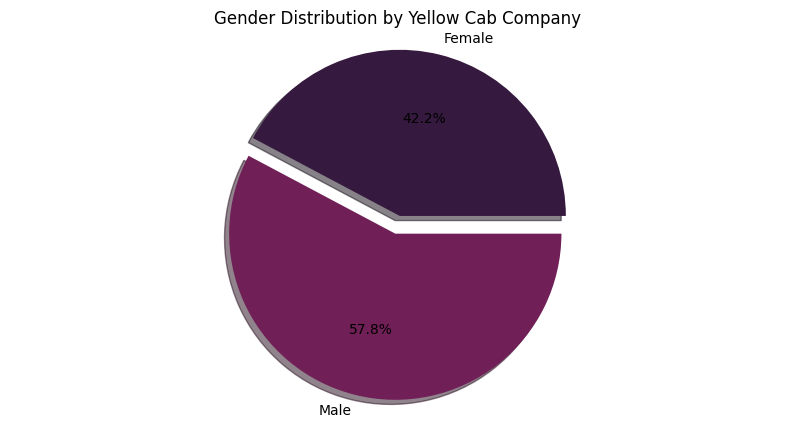 Gender Distribution by Yellow Cab Company
Female
42.2%
57.8%
Male